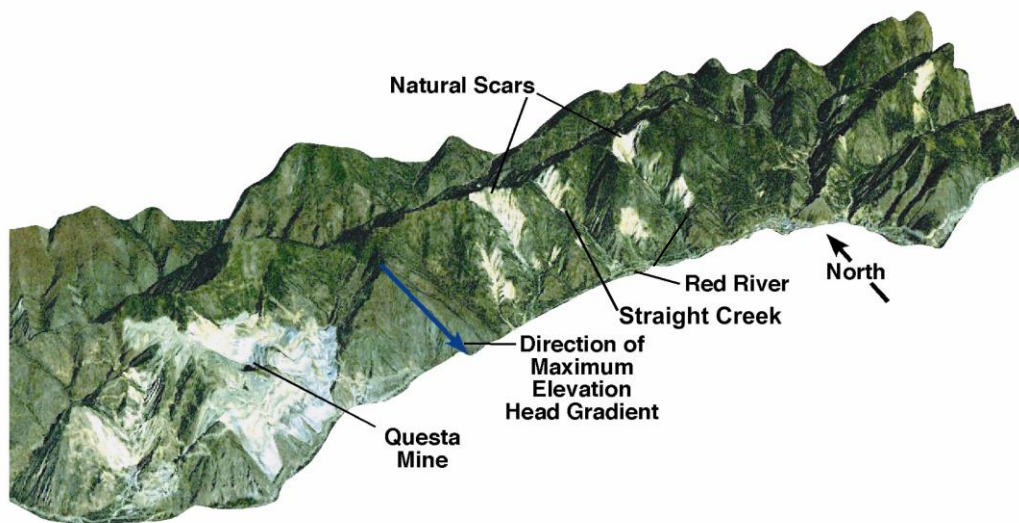 Natural Scars
North
Red River
Straight Creek
Direction of
Maximum
Elevation
Head Gradient
Questa
Mine